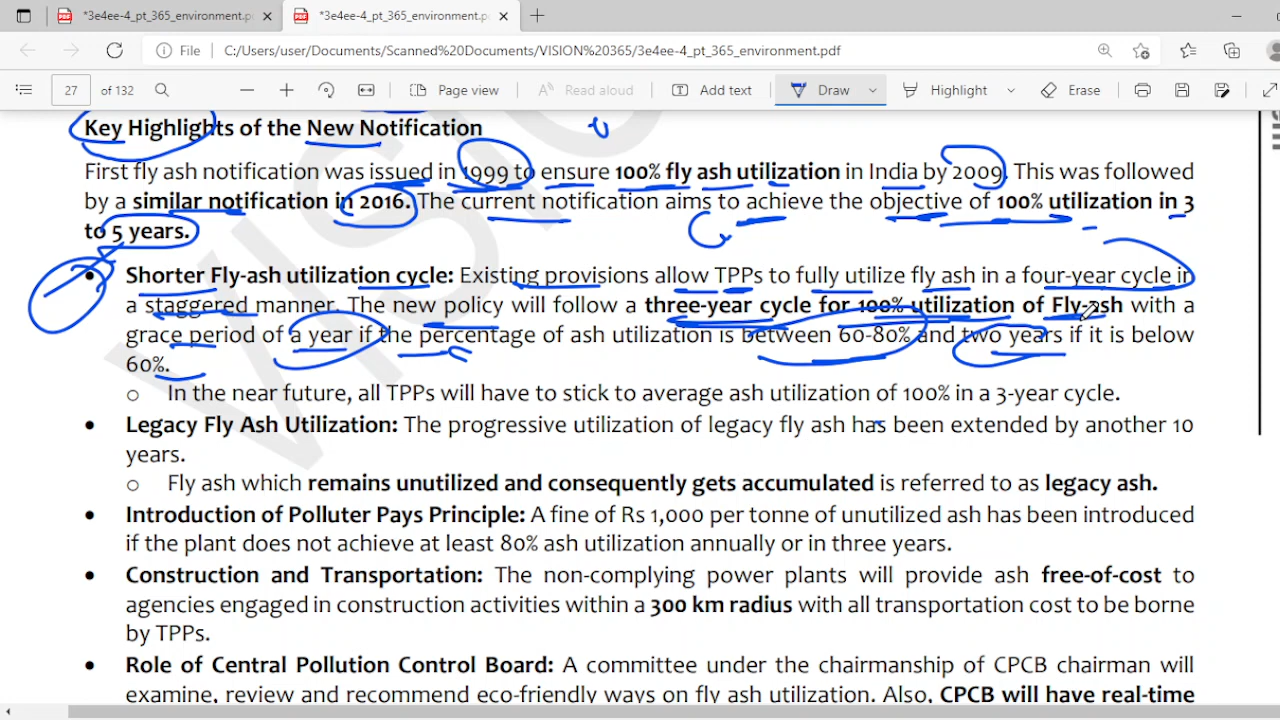 *3e4ee-4_pt_365_environment.p
*3e4ee-4_pt_365_environment.p
File
C:/Users/user/Documents/Scanned%20Documents/VISION%20365/3e4ee-4_pt_365_environment.pdf
27 of 132
Page view
Read aloud
Add text
Draw
Highlight
Erase
Key Highlights of the New Notification
First fly ash notification was issued in 1999 to ensure 100% fly ash utilization in India by 2009. This was followed
by a similar notification in 2016. The current notification aims to achieve the objective of 100% utilization in 3
to 5 years.
• Shorter Fly-ash utilization cycle: Existing provisions allow TPPs to fully utilize fly ash in a four-year cycle in
a staggered manner. The new policy will follow a three-year cycle for 100% utilization of Fly-ash with a
grace period of a year if the percentage of ash utilization is between 60-80% and two years if it is below
60%.
o In the near future, all TPPs will have to stick to average ash utilization of 100% in a 3-year cycle.
• Legacy Fly Ash Utilization: The progressive utilization of legacy fly ash has been extended by another 10
years.
o Fly ash which remains unutilized and consequently gets accumulated is referred to as legacy ash.
• Introduction of Polluter Pays Principle: A fine of Rs 1,000 per tonne of unutilized ash has been introduced
if the plant does not achieve at least 80% ash utilization annually or in three years.
• Construction and Transportation: The non-complying power plants will provide ash free-of-cost to
agencies engaged in construction activities within a 300 km radius with all transportation cost to be borne
by TPPs.
• Role of Central Pollution Control Board: A committee under the chairmanship of CPCB chairman will
examine, review and recommend eco-friendly ways on fly ash utilization. Also, CPCB will have real-time
VISI